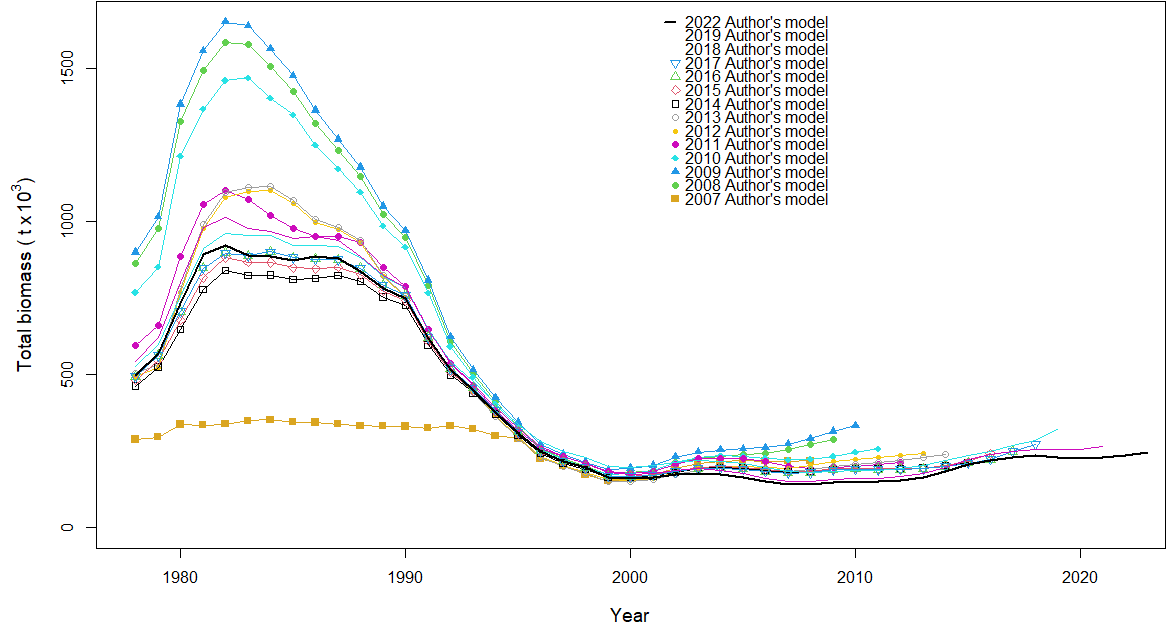 2022 Author's model
2019 Author's model
2018 Author's model
2017 Author's model
2016 Author's model
2015 Author's model
2014 Author's model
2013 Author's model
2012 Author's model
2011 Author's model
2010 Author's model
2009 Author's model
2008 Author's model
2007 Author's model
Total biomass ( t x 10³)
1500
1000
500
0
1980 1990 2000 2010 2020
Year